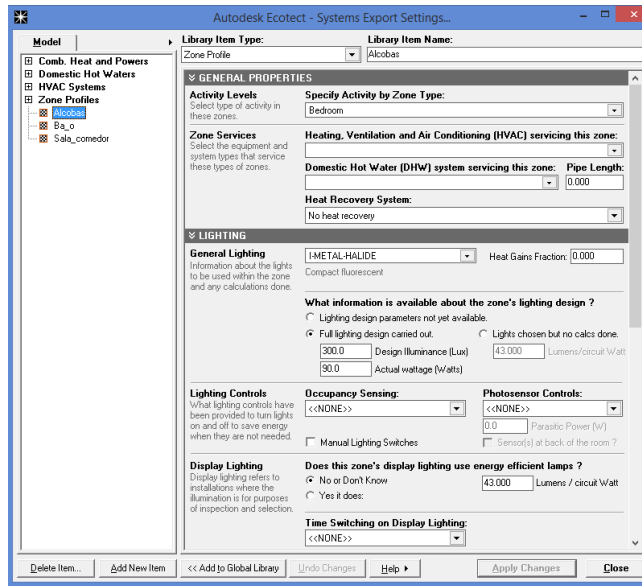 Autodesk Ecotect - Systems Export Settings...
Model
Library Item Type:
Library Item Name:
Zone Profile
Alcobas
Comb. Heat and Powers
Domestic Hot Waters
HVAC Systems
Zone Profiles
Alcobas
Ba_o
Sala_comedor
GENERAL PROPERTIES
Activity Levels
Select type of activity in
these zones.
Specify Activity by Zone Type:
Bedroom
Zone Services
Select the equipment and
system types that service
these types of zones.
Heating, Ventilation and Air Conditioning (HVAC) servicing this zone:
Domestic Hot Water (DHW) system servicing this zone:
Pipe Length:
0.000
Heat Recovery System:
No heat recovery
LIGHTING
General Lighting
Information about the lights
to be used within the zone
and any calculations done.
I-METAL-HALIDE
Heat Gains Fraction:
0.000
Compact fluorescent
What information is available about the zone's lighting design ?
Lighting design parameters not yet available.
Full lighting design carried out.
Lights chosen but no calcs done.
300.0
Design Illuminance (Lux)
43.000
Lumens/circuit Watt
90.0
Actual wattage (Watts)
Lighting Controls
What lighting controls have
been provided to turn lights
on and off to save energy
when they are not needed.
Occupancy Sensing:
<<NONE>>
Manual Lighting Switches
Photosensor Controls:
<<NONE>>
0.0
Parasitic Power (W)
Sensor(s) at back of the room ?
Display Lighting
Display lighting refers to
installations where the
illumination is for purposes
of inspection and selection.
Does this zone's display lighting use energy efficient lamps ?
No or Don't Know
43.000
Lumens / circuit Watt
Yes it does:
Time Switching on Display Lighting:
<<NONE>>
Delete Item...
Add New Item
<< Add to Global Library
Undo Changes
Help
Apply Changes
Close